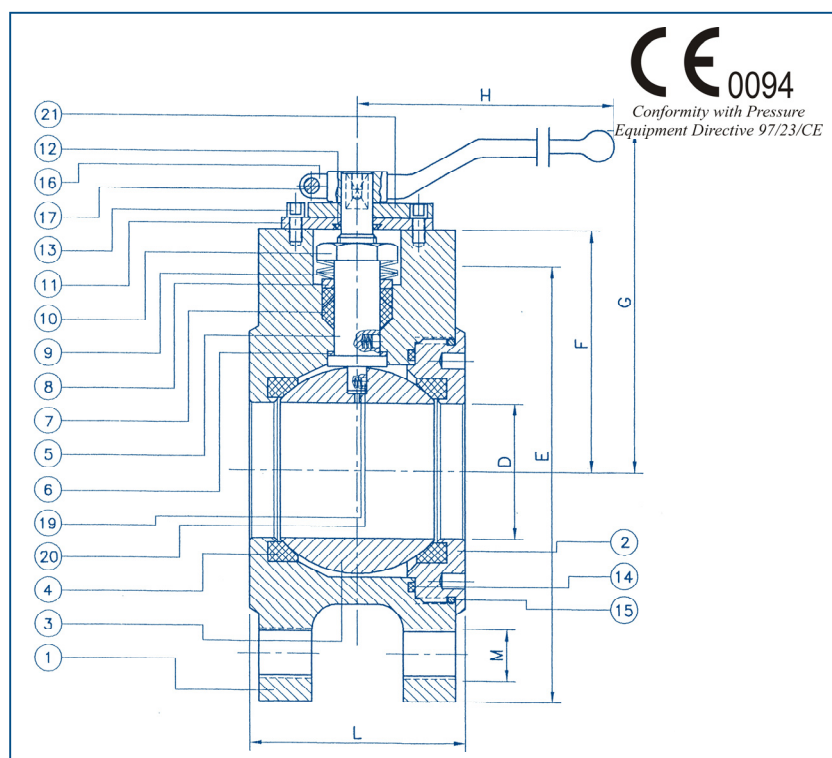 CE 0094
Conformity with Pressure
Equipment Directive 97/23/CE
H
21
12
16
17
13
11
10
9
8
7
5
6
19
20
4
3
1
2
14
15
G
F
E
D
M
L